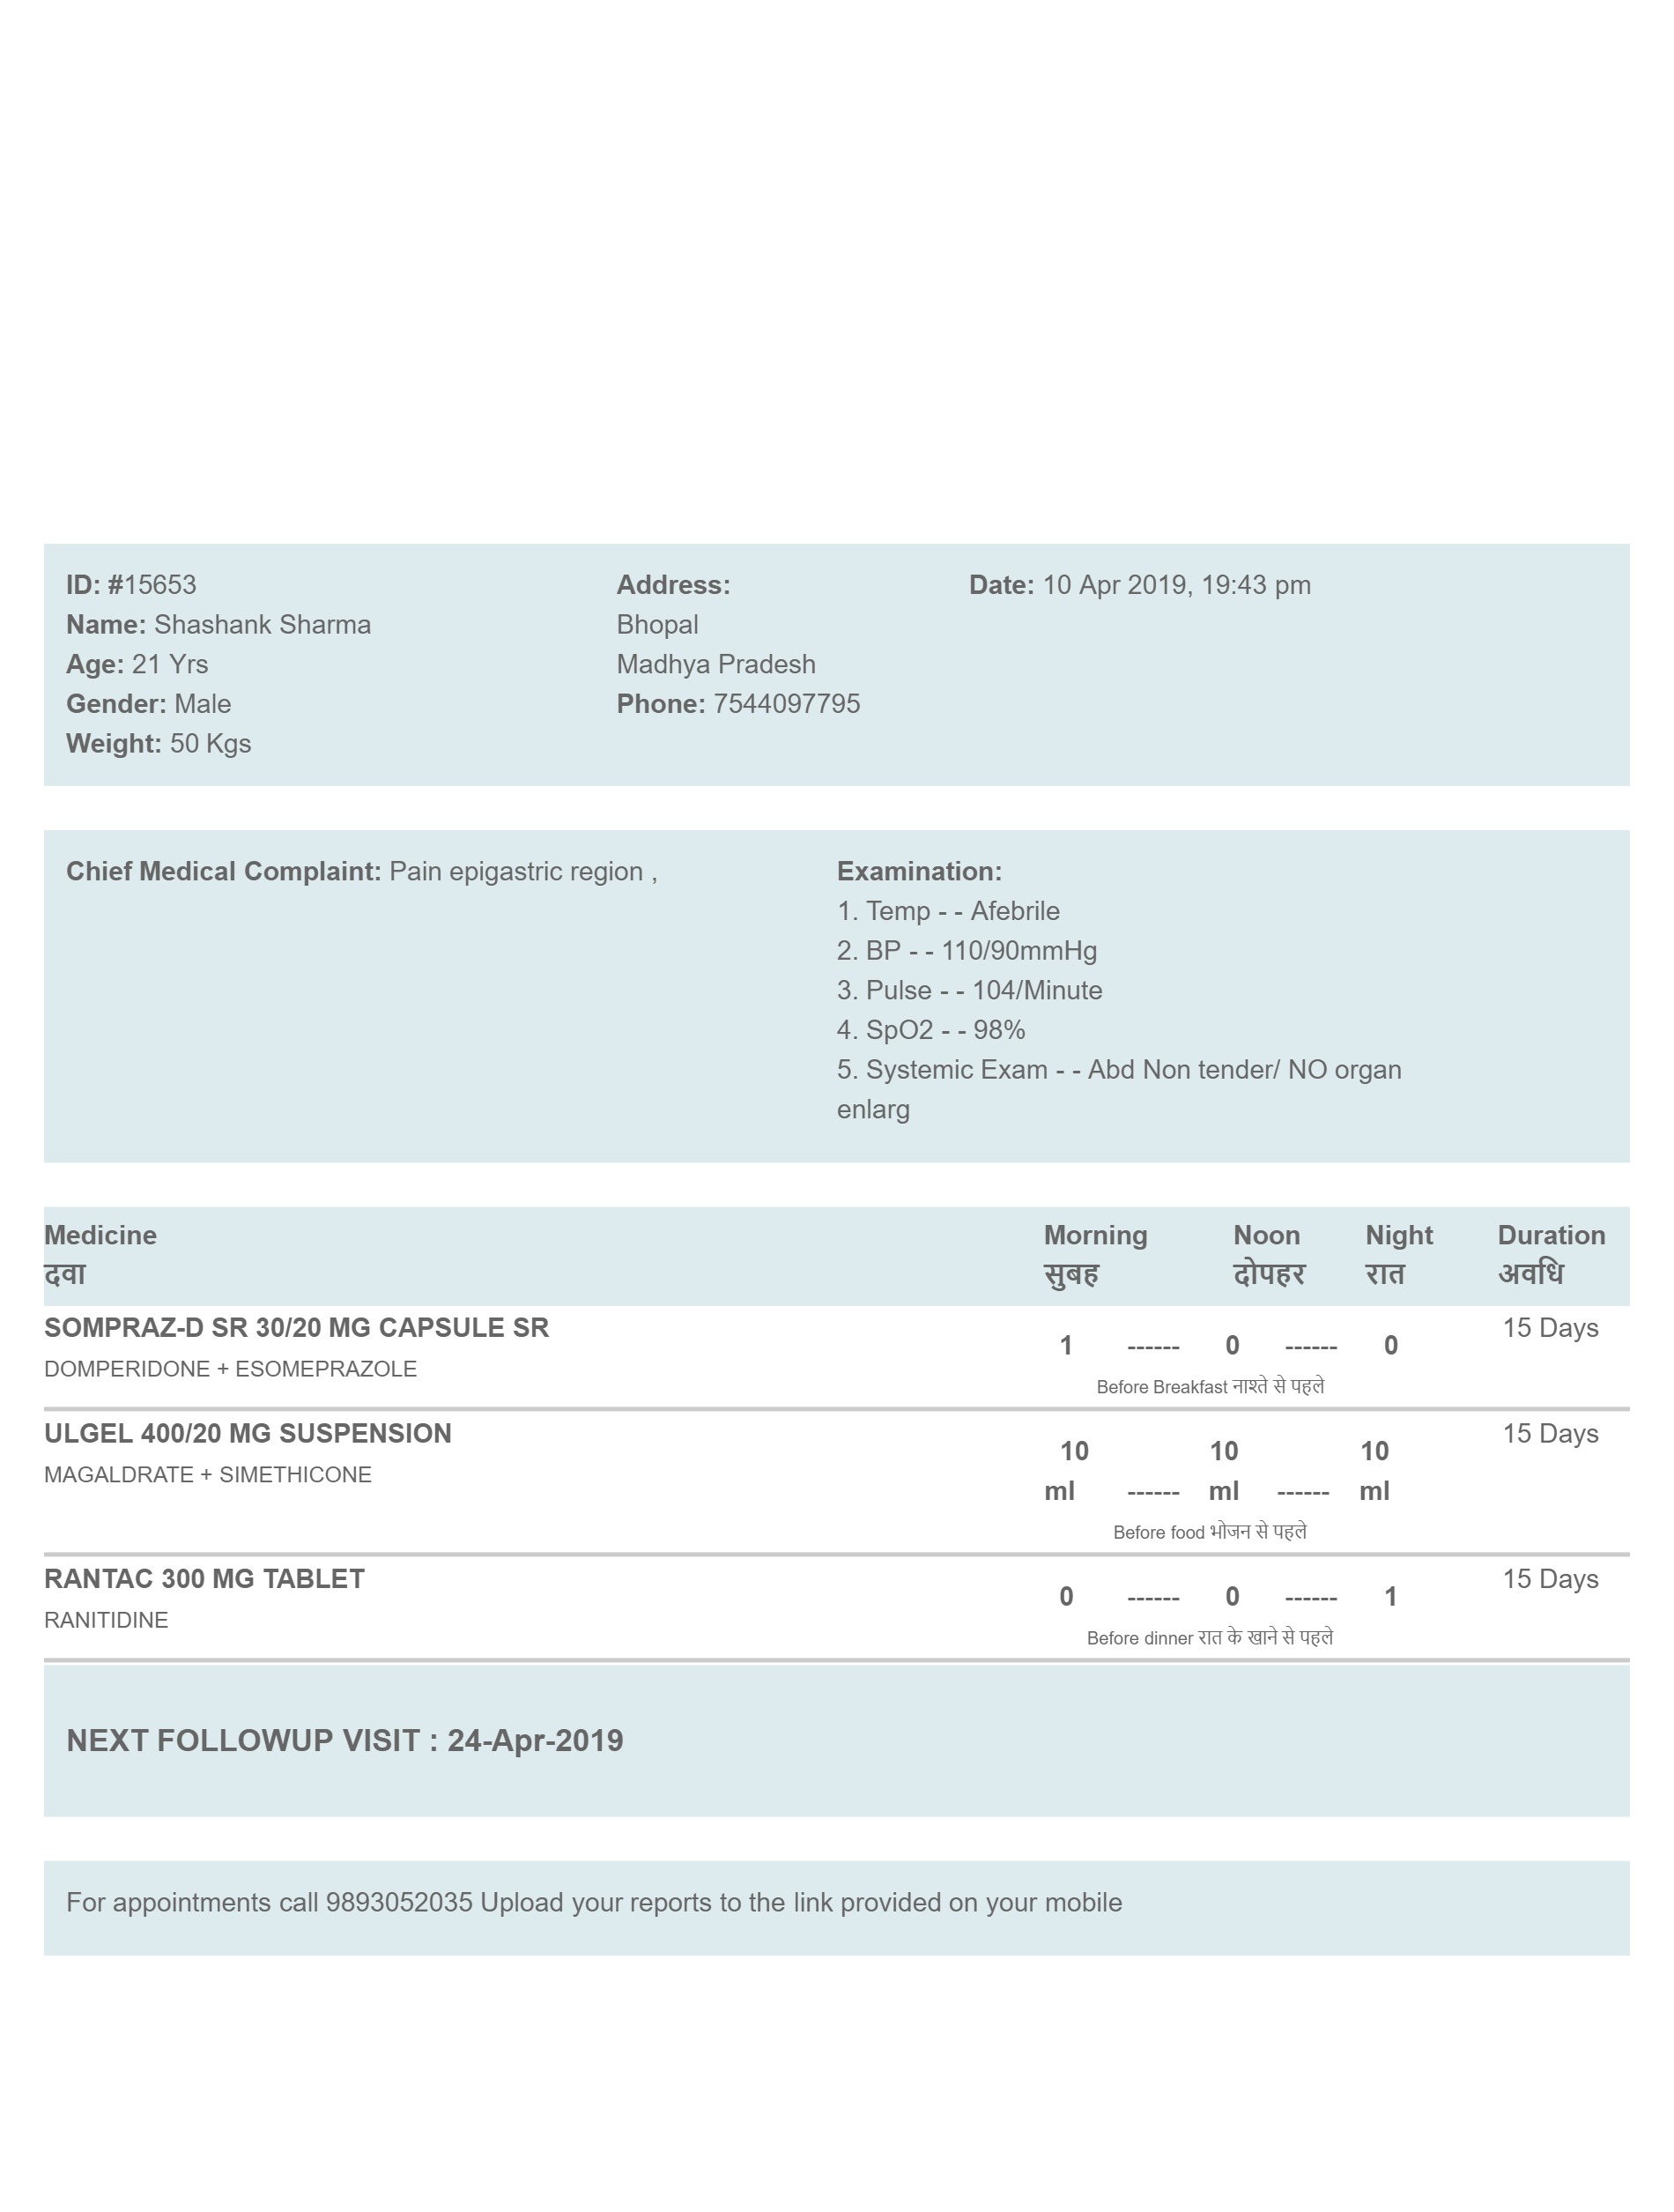 ID: #15653
Name: Shashank Sharma
Age: 21 Yrs
Gender: Male
Weight: 50 Kgs
Address:
Bhopal
Madhya Pradesh
Phone: 7544097795
Date: 10 Apr 2019, 19:43 pm
Chief Medical Complaint: Pain epigastric region ,
Examination:
1. Temp - - Afebrile
2. BP - - 110/90mmHg
3. Pulse - - 104/Minute
4. SpO2 - - 98%
5. Systemic Exam - - Abd Non tender/ NO organ
enlarg
Medicine Morning Noon Night Duration
दवा सुबह दोपहर रात अवधि
SOMPRAZ-D SR 30/20 MG CAPSULE SR 15 Days
1 ------ 0 ------ 0
DOMPERIDONE + ESOMEPRAZOLE
Before Breakfast नाश्ते से पहले
ULGEL 400/20 MG SUSPENSION 15 Days
10 10 10
MAGALDRATE + SIMETHICONE
ml ------ ml ------ ml
Before food भोजन से पहले
RANTAC 300 MG TABLET 15 Days
0 ------ 0 ------ 1
RANITIDINE
Before dinner रात के खाने से पहले
NEXT FOLLOWUP VISIT : 24-Apr-2019
For appointments call 9893052035 Upload your reports to the link provided on your mobile